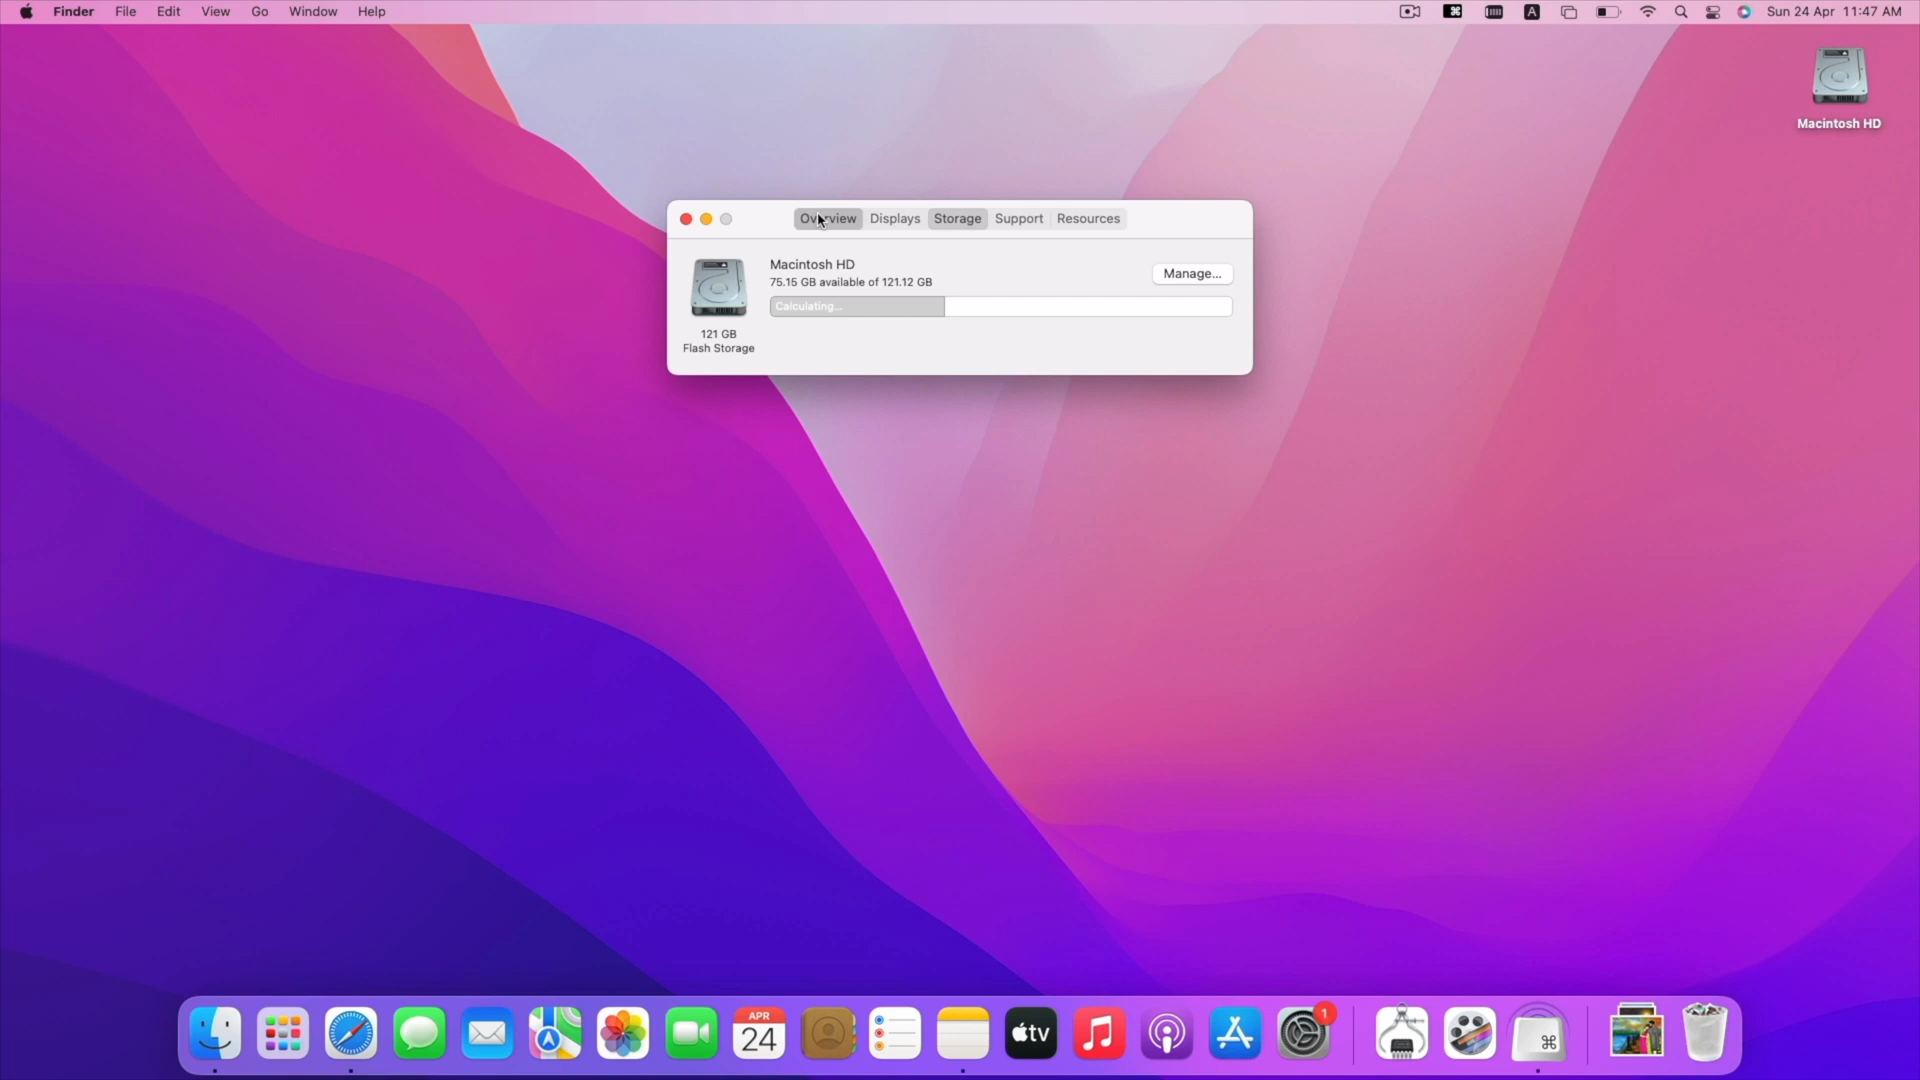 Finder File Edit View Go Window Help
A
Sun 24 Apr 11:47 AM
Macintosh HD
Overview Displays Storage Support Resources
Macintosh HD
75.15 GB available of 121.12 GB
Manage...
Calculating...
121 GB
Flash Storage
APR
24
tv
1